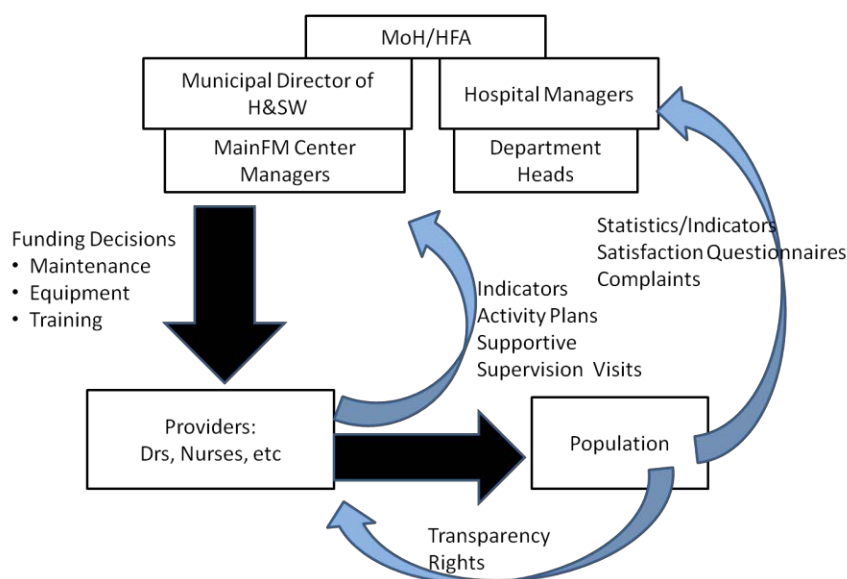 MoH/HFA
Municipal Director of
H&SW
Hospital Managers
MainFM Center
Managers
Department
Heads
Funding Decisions
• Maintenance
• Equipment
• Training
Statistics/Indicators
Satisfaction Questionnaires
Complaints
Indicators
Activity Plans
Supportive
Supervision Visits
Providers:
Drs, Nurses, etc
Population
Transparency
Rights